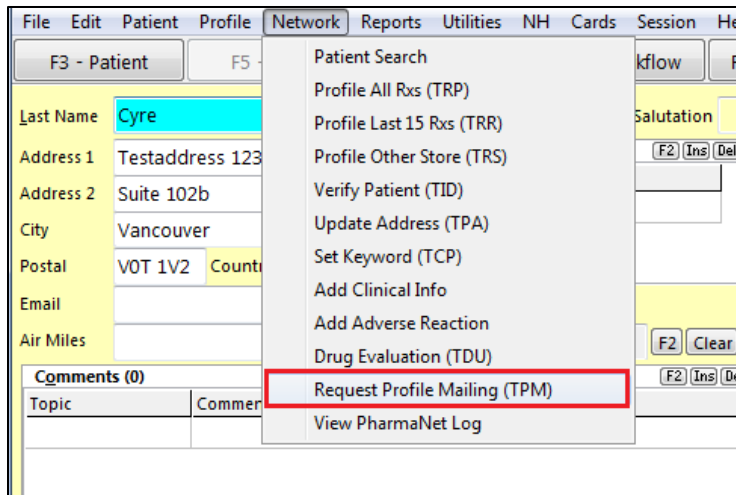 File Edit Patient Profile Network Reports Utilities NH Cards Session
F3 - Patient F5 -
Last Name Cyre Salutation
Address 1 Testaddress 123 F2 Ins Del
Address 2 Suite 102b
City Vancouver
Postal V0T 1V2
Email
Air Miles F2 Clear
Comments (0) F2 Ins
Topic
Patient Search
Profile All Rxs (TRP)
Profile Last 15 Rxs (TRR)
Profile Other Store (TRS)
Verify Patient (TID)
Update Address (TPA)
Set Keyword (TCP)
Add Clinical Info
Add Adverse Reaction
Drug Evaluation (TDU)
Request Profile Mailing (TPM)
View PharmaNet Log